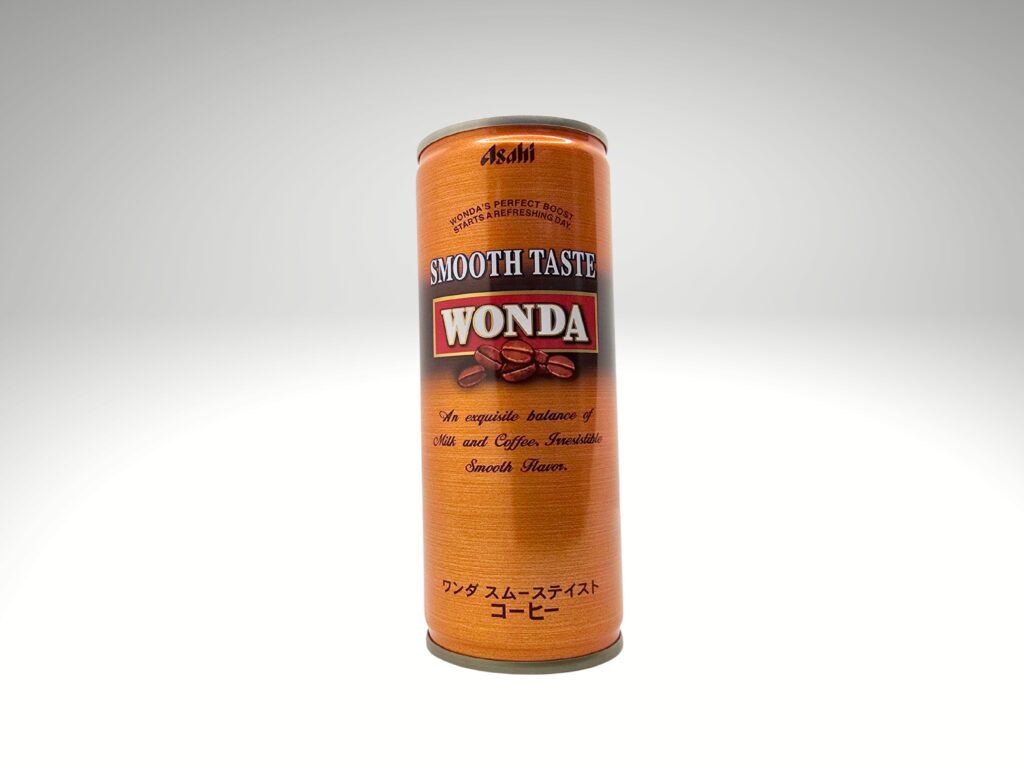 Asahi
WONDA'S PERFECT BOOST
STARTS A REFRESHING DAY.
SMOOTH TASTE
WONDA
An exquisite balance of
Milk and Coffee. Irresistible
Smooth Flavor.
ワンダ スムーステイスト
コーヒー